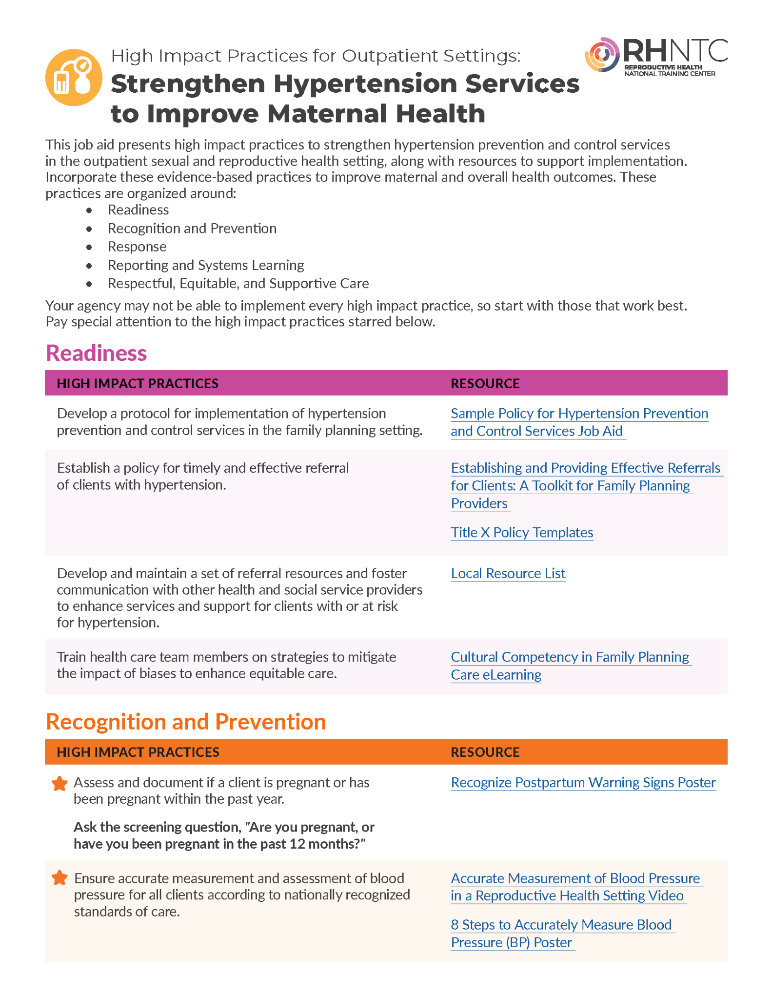 High Impact Practices for Outpatient Settings:
Strengthen Hypertension Services
to Improve Maternal Health
RHNTC
REPRODUCTIVE HEALTH
NATIONAL TRAINING CENTER
This job aid presents high impact practices to strengthen hypertension prevention and control services
in the outpatient sexual and reproductive health setting, along with resources to support implementation.
Incorporate these evidence-based practices to improve maternal and overall health outcomes. These
practices are organized around:
• Readiness
• Recognition and Prevention
• Response
• Reporting and Systems Learning
• Respectful, Equitable, and Supportive Care
Your agency may not be able to implement every high impact practice, so start with those that work best.
Pay special attention to the high impact practices starred below.
Readiness
HIGH IMPACT PRACTICES
RESOURCE
Develop a protocol for implementation of hypertension
prevention and control services in the family planning setting.
Sample Policy for Hypertension Prevention
and Control Services Job Aid
Establish a policy for timely and effective referral
of clients with hypertension.
Establishing and Providing Effective Referrals
for Clients: A Toolkit for Family Planning
Providers
Title X Policy Templates
Develop and maintain a set of referral resources and foster
communication with other health and social service providers
to enhance services and support for clients with or at risk
for hypertension.
Local Resource List
Train health care team members on strategies to mitigate
the impact of biases to enhance equitable care.
Cultural Competency in Family Planning
Care eLearning
Recognition and Prevention
HIGH IMPACT PRACTICES
RESOURCE
Assess and document if a client is pregnant or has
been pregnant within the past year.
Ask the screening question, "Are you pregnant, or
have you been pregnant in the past 12 months?"
Recognize Postpartum Warning Signs Poster
Ensure accurate measurement and assessment of blood
pressure for all clients according to nationally recognized
standards of care.
Accurate Measurement of Blood Pressure
in a Reproductive Health Setting Video
8 Steps to Accurately Measure Blood
Pressure (BP) Poster